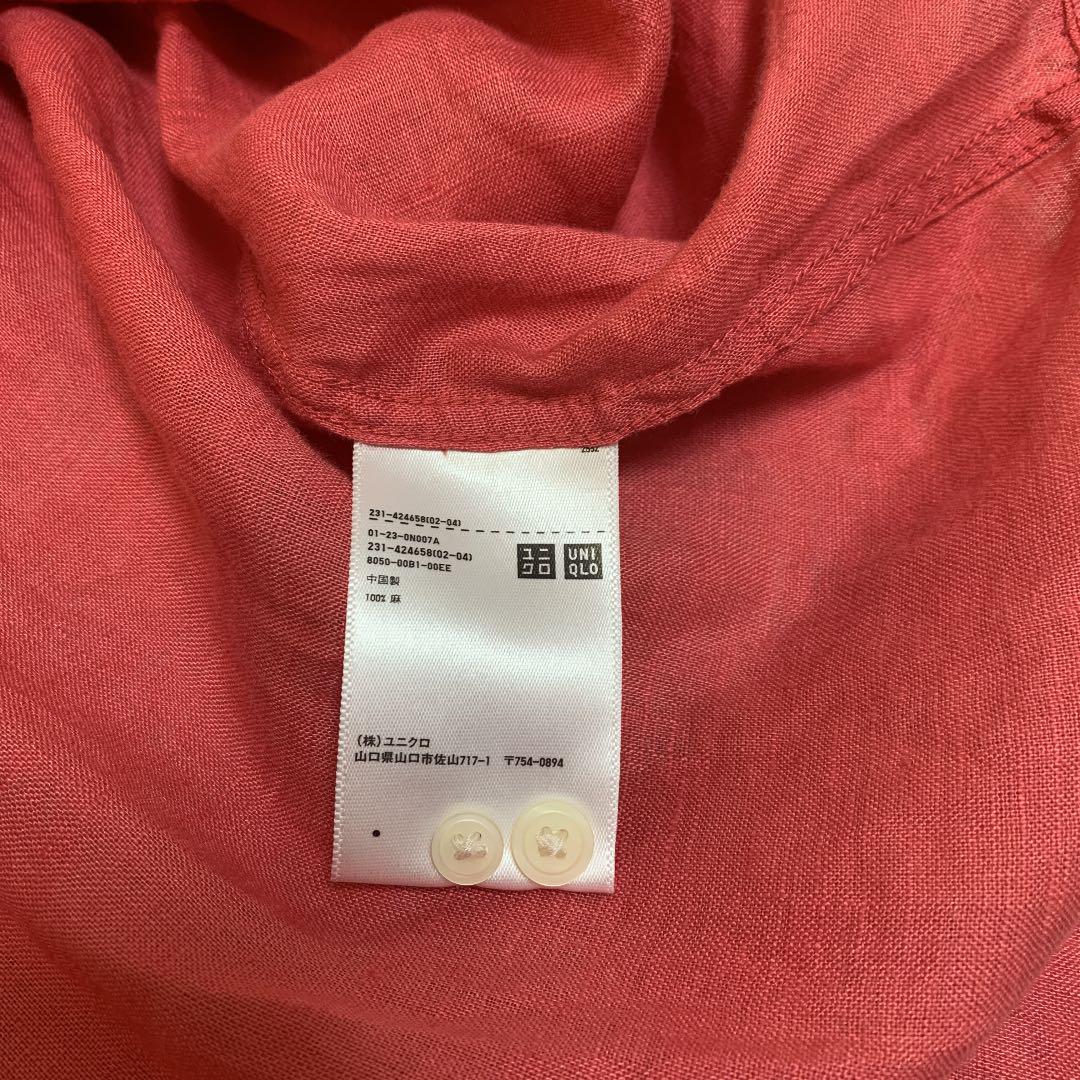 231-424658(02-04)
01-23-0N007A
231-424658(02-04)
8050-00B1-00EE
中国製
100% 麻
ユニ
クロ
UNI
QLO
(株)ユニクロ
山口県山口市佐山717-1 〒754-0894